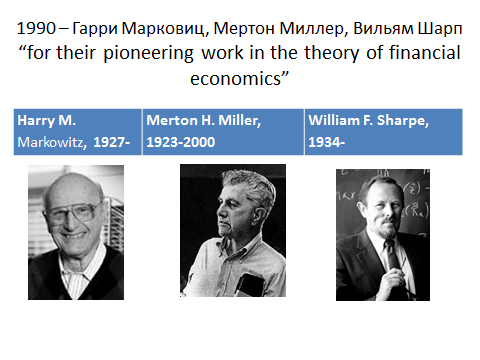 1990 – Гарри Марковиц, Мертон Миллер, Вильям Шарп
“for their pioneering work in the theory of financial
economics”
Harry M. Markowitz, 1927-
Merton H. Miller, 1923-2000
William F. Sharpe, 1934-